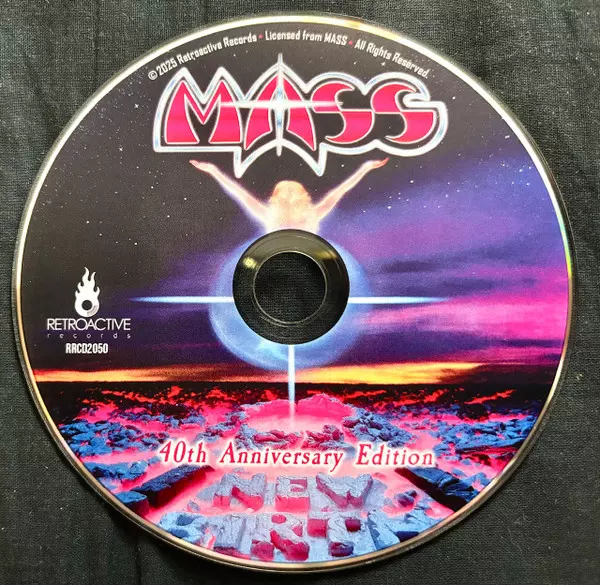 © 2025 Retroactive Records • Licensed from MASS • All Rights Reserved.
MASS
RETROACTIVE
records
RRCD2050
40th Anniversary Edition
NEW
BIRTH